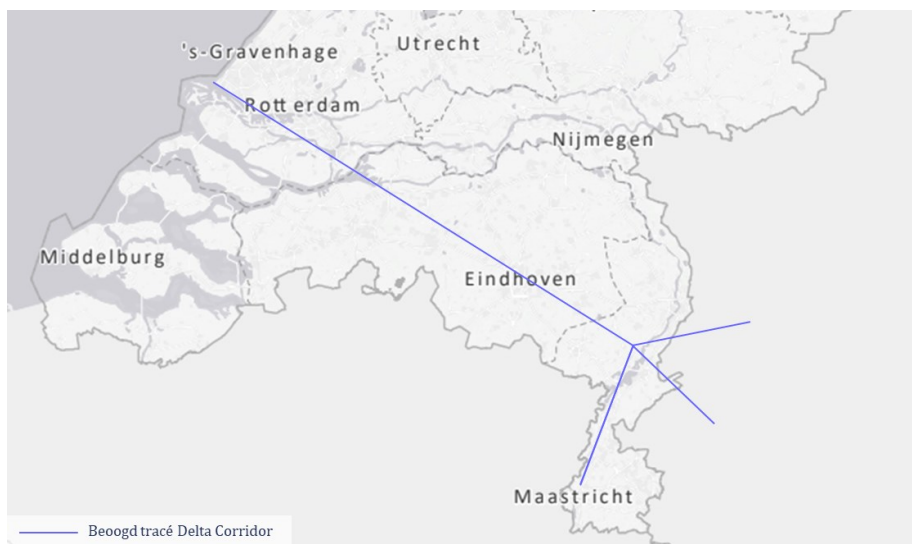 Utrecht
's-Gravenhage
Rotterdam
Nijmegen
Middelburg
Eindhoven
Maastricht
Beoogd tracé Delta Corridor